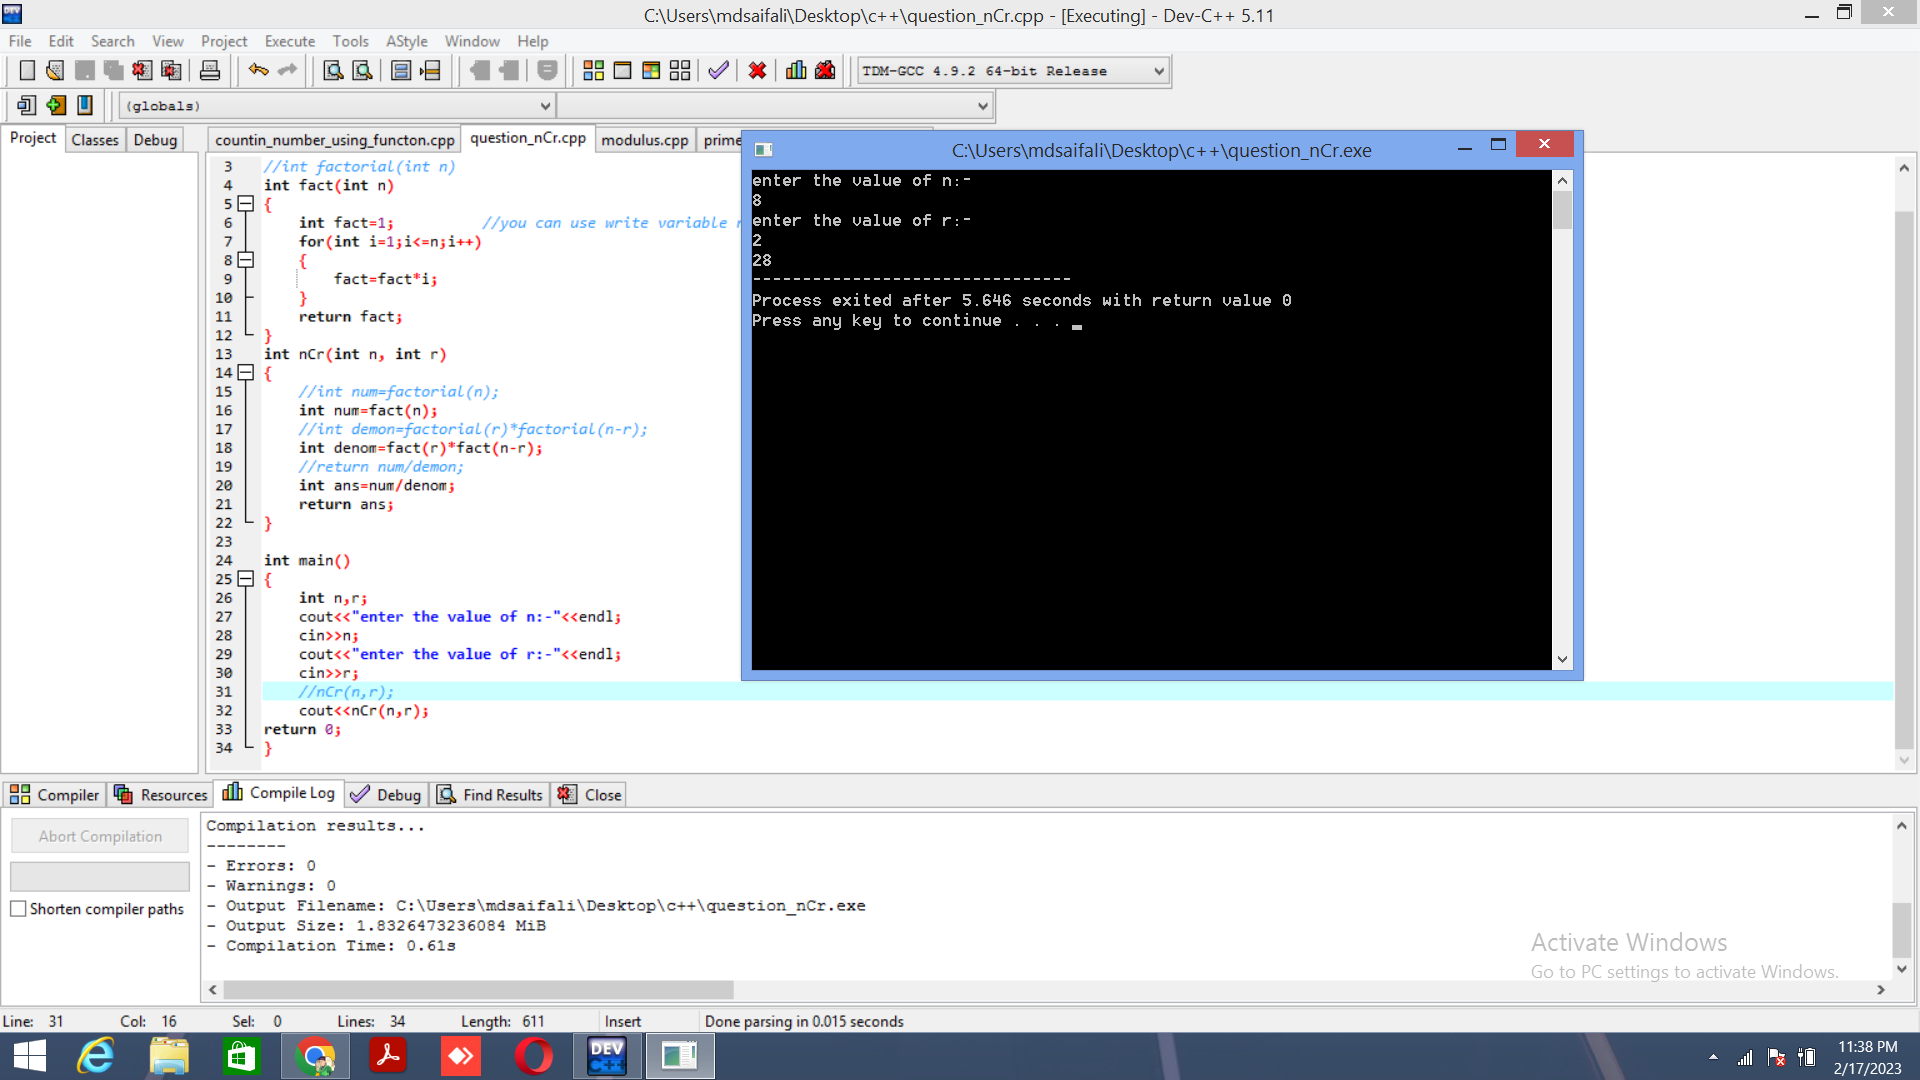 C:\Users\mdsaifali\Desktop\c++\question_nCr.cpp - [Executing] - Dev-C++ 5.11
File Edit Search View Project Execute Tools AStyle Window Help
TDM-GCC 4.9.2 64-bit Release
(globals)
Project Classes Debug
countin_number_using_functon.cpp question_nCr.cpp modulus.cpp prime
3 //int factorial(int n)
4 int fact(int n)
5 {
6 int fact=1; //you can use write variable
7 for(int i=1;i<=n;i++)
8 {
9 fact=fact*i;
10 }
11 return fact;
12 }
13 int nCr(int n, int r)
14 {
15 //int num=factorial(n);
16 int num=fact(n);
17 //int demon=factorial(r)*factorial(n-r);
18 int denom=fact(r)*fact(n-r);
19 //return num/demon;
20 int ans=num/denom;
21 return ans;
22 }
23
24 int main()
25 {
26 int n,r;
27 cout<<"enter the value of n:-"<<endl;
28 cin>>n;
29 cout<<"enter the value of r:-"<<endl;
30 cin>>r;
31 //nCr(n,r);
32 cout<<nCr(n,r);
33 return 0;
34 }
C:\Users\mdsaifali\Desktop\c++\question_nCr.exe
enter the value of n:-
8
enter the value of r:-
2
28
--------------------------------
Process exited after 5.646 seconds with return value 0
Press any key to continue . . .
Compiler Resources Compile Log Debug Find Results Close
Abort Compilation
Shorten compiler paths
Compilation results...
--------
- Errors: 0
- Warnings: 0
- Output Filename: C:\Users\mdsaifali\Desktop\c++\question_nCr.exe
- Output Size: 1.8326473236084 MiB
- Compilation Time: 0.61s
Activate Windows
Go to PC settings to activate Windows.
Line: 31 Col: 16 Sel: 0 Lines: 34 Length: 611 Insert Done parsing in 0.015 seconds
DEV
C++
11:38 PM
2/17/2023